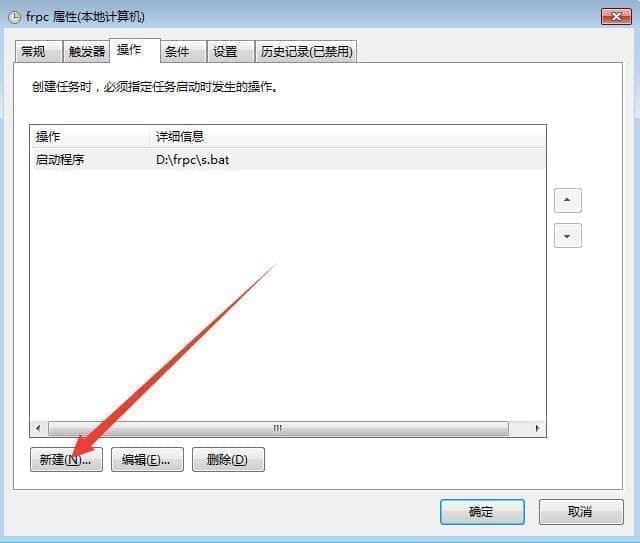 frpc 属性(本地计算机)
常规 触发器 操作 条件 设置 历史记录(已禁用)
创建任务时，必须指定任务启动时发生的操作。
操作 详细信息
启动程序 D:\frpc\s.bat
新建(N)... 编辑(E)... 删除(D)
确定 取消